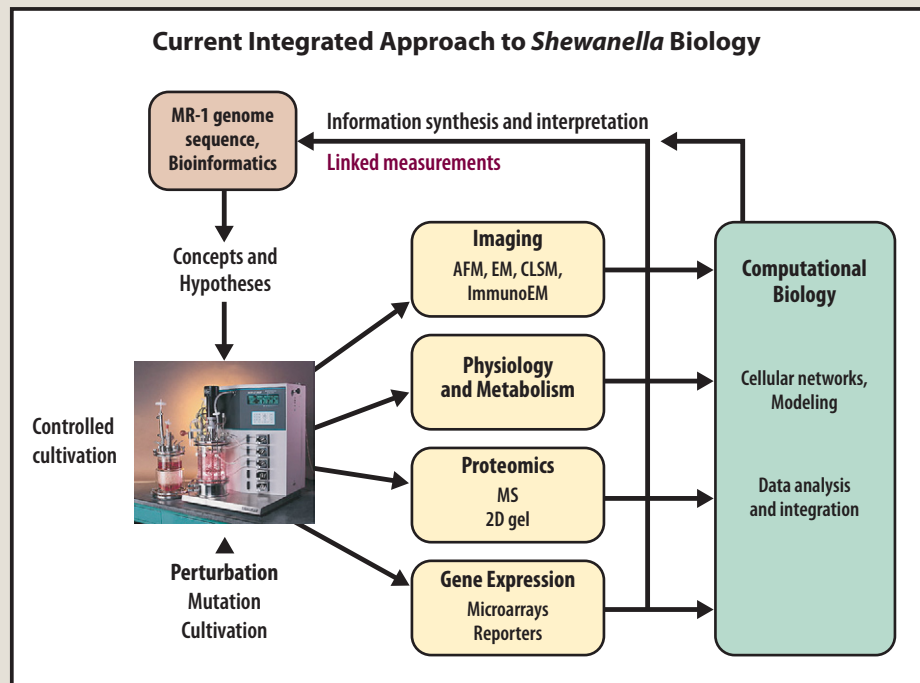 Current Integrated Approach to Shewanella Biology
MR-1 genome
sequence,
Bioinformatics
Information synthesis and interpretation
Linked measurements
Concepts and
Hypotheses
Controlled
cultivation
Perturbation
Mutation
Cultivation
Imaging
AFM, EM, CLSM,
ImmunoEM
Physiology
and Metabolism
Proteomics
MS
2D gel
Gene Expression
Microarrays
Reporters
Computational
Biology
Cellular networks,
Modeling
Data analysis
and integration